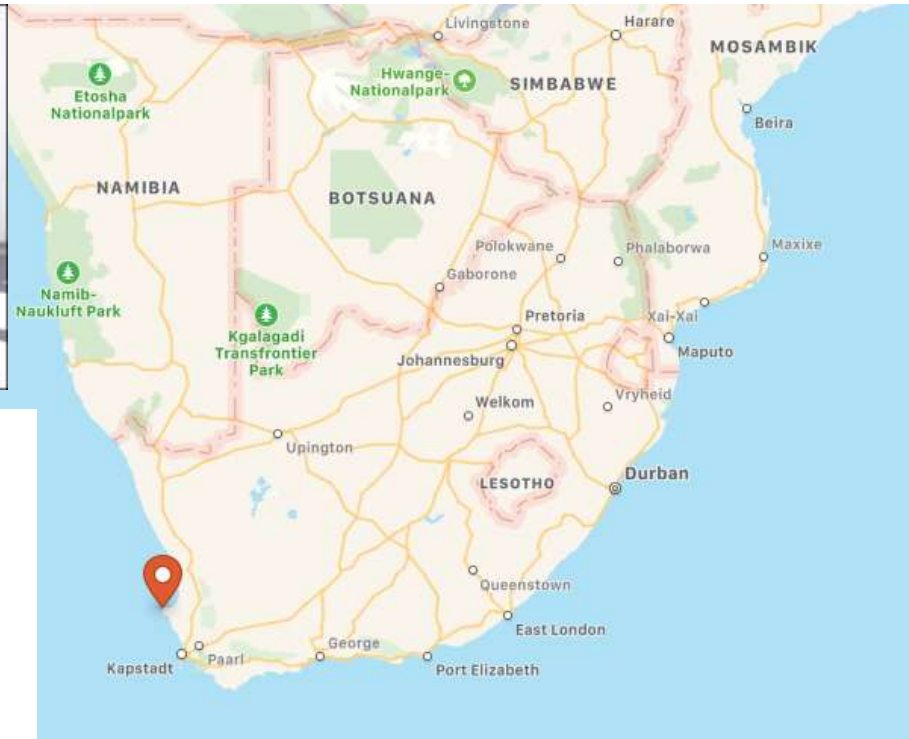 Livingstone
Harare
MOSAMBIK
Etosha
Nationalpark
Hwange-
Nationalpark
SIMBABWE
Beira
NAMIBIA
BOTSUANA
Polokwane
Phalaborwa
Maxixe
Gaborone
Namib-
Naukluft Park
Kgalagadi
Transfrontier
Park
Pretoria
Xai-Xai
Johannesburg
Maputo
Welkom
Vryheid
Upington
LESOTHO
Durban
Queenstown
East London
Kapstadt
Paarl
George
Port Elizabeth